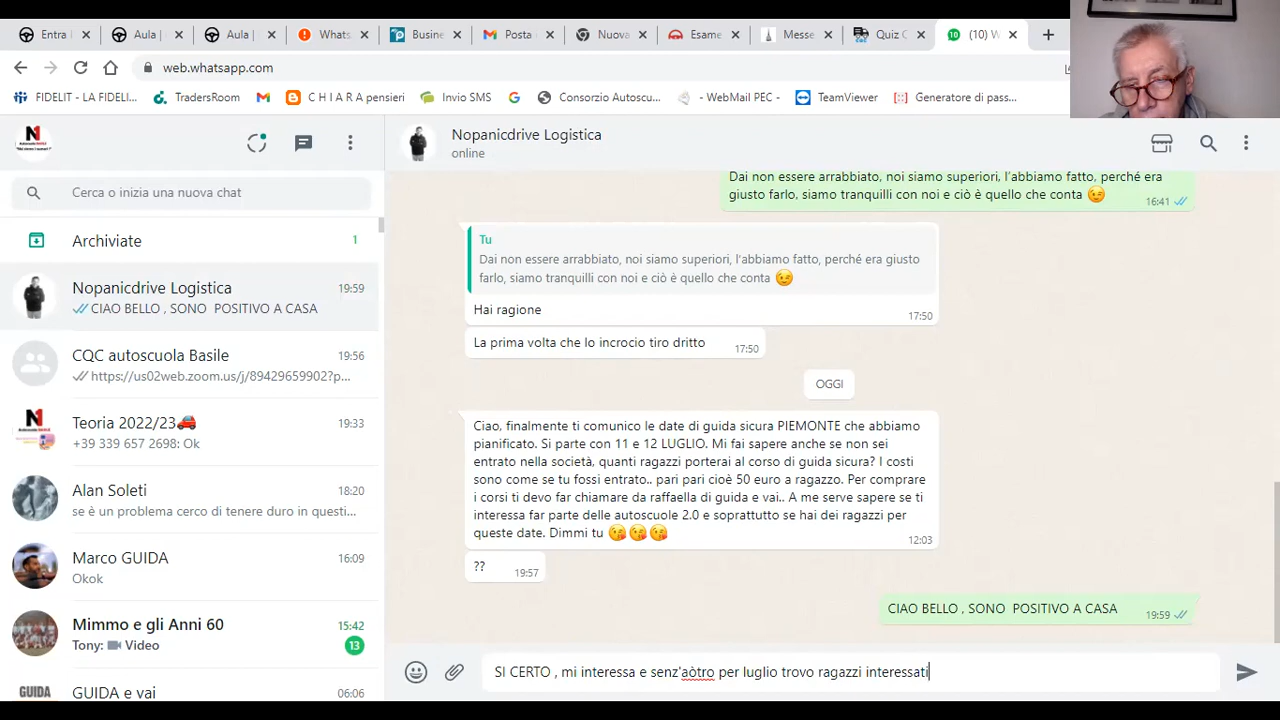 Entra
Aula
Aula |
Whats
Busine
Posta
Nuova
Esame
Messe
Quiz C
(10) W
web.whatsapp.com
FIDELIT - LA FIDELI...
TradersRoom
C H I A R A pensieri
Invio SMS
Consorzio Autoscu...
- WebMail PEC -
TeamViewer
Generatore di pass...
Nopanicdrive Logistica
online
Cerca o inizia una nuova chat
Archiviate
1
Nopanicdrive Logistica
19:59
CIAO BELLO , SONO POSITIVO A CASA
CQC autoscuola Basile
19:56
https://us02web.zoom.us/j/89429659902?p...
Teoria 2022/23🚗
19:33
+39 339 657 2698: Ok
Alan Soleti
18:20
se è un problema cerco di tenere duro in questi...
Marco GUIDA
16:09
Okok
Mimmo e gli Anni 60
15:42
Tony: Video
13
GUIDA e vai
06:06
Dai non essere arrabbiato, noi siamo superiori, l'abbiamo fatto, perché era
giusto farlo, siamo tranquilli con noi e ciò è quello che conta 😉
16:41
Tu
Dai non essere arrabbiato, noi siamo superiori, l'abbiamo fatto, perché era giusto
farlo, siamo tranquilli con noi e ciò è quello che conta 😉
Hai ragione
17:50
La prima volta che lo incrocio tiro dritto
17:50
OGGI
Ciao, finalmente ti comunico le date di guida sicura PIEMONTE che abbiamo
pianificato. Si parte con 11 e 12 LUGLIO. Mi fai sapere anche se non sei
entrato nella società, quanti ragazzi porterai al corso di guida sicura? I costi
sono come se tu fossi entrato.. pari pari cioè 50 euro a ragazzo. Per comprare
i corsi ti devo far chiamare da raffaella di guida e vai.. A me serve sapere se ti
interessa far parte delle autoscuole 2.0 e soprattutto se hai dei ragazzi per
queste date. Dimmi tu 😘😘😘
12:03
??
19:57
CIAO BELLO , SONO POSITIVO A CASA
19:59
SI CERTO , mi interessa e senz'aòtro per luglio trovo ragazzi interessati